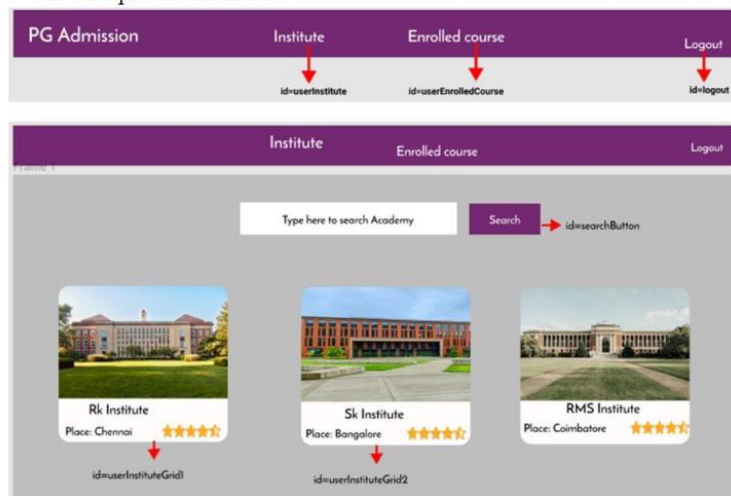 PG Admission Institute Enrolled course Logout
id=userInstitute id=userEnrolledCourse id=logout
Institute Enrolled course Logout
Frame 1
Type here to search Academy Search id=searchButton
Rk Institute Sk Institute RMS Institute
Place: Chennai Place: Bangalore Place: Coimbatore
id=userInstituteGrid1 id=userInstituteGrid2